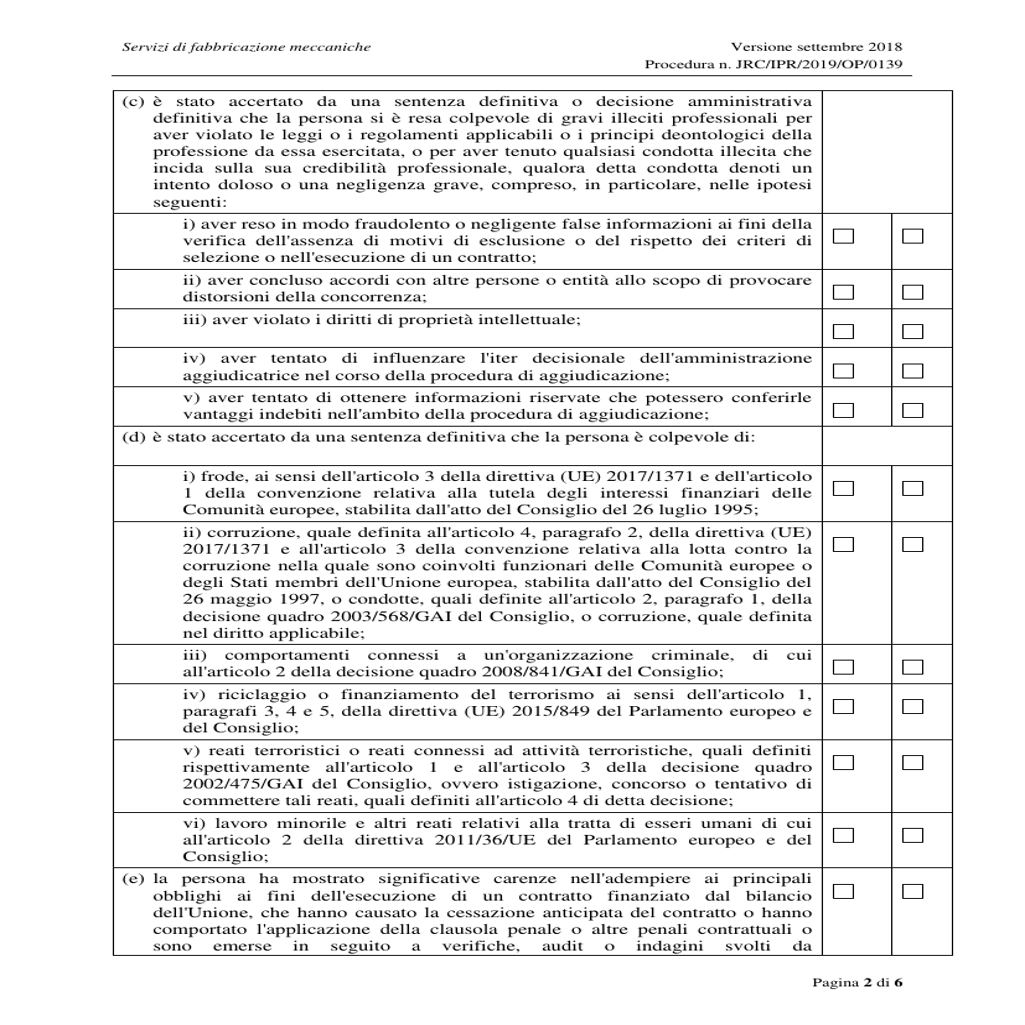 Servizi di fabbricazione meccaniche
Versione settembre 2018
Procedura n. JRC/IPR/2019/OP/0139
(c) è stato accertato da una sentenza definitiva o decisione amministrativa
definitiva che la persona si è resa colpevole di gravi illeciti professionali per
aver violato le leggi o i regolamenti applicabili o i principi deontologici della
professione da essa esercitata, o per aver tenuto qualsiasi condotta illecita che
incida sulla sua credibilità professionale, qualora detta condotta denoti un
intento doloso o una negligenza grave, compreso, in particolare, nelle ipotesi
seguenti:
i) aver reso in modo fraudolento o negligente false informazioni ai fini della
verifica dell'assenza di motivi di esclusione o del rispetto dei criteri di
selezione o nell'esecuzione di un contratto;
ii) aver concluso accordi con altre persone o entità allo scopo di provocare
distorsioni della concorrenza;
iii) aver violato i diritti di proprietà intellettuale;
iv) aver tentato di influenzare l'iter decisionale dell'amministrazione
aggiudicatrice nel corso della procedura di aggiudicazione;
v) aver tentato di ottenere informazioni riservate che potessero conferirle
vantaggi indebiti nell'ambito della procedura di aggiudicazione;
(d) è stato accertato da una sentenza definitiva che la persona è colpevole di:
i) frode, ai sensi dell'articolo 3 della direttiva (UE) 2017/1371 e dell'articolo
1 della convenzione relativa alla tutela degli interessi finanziari delle
Comunità europee, stabilita dall'atto del Consiglio del 26 luglio 1995;
ii) corruzione, quale definita all'articolo 4, paragrafo 2, della direttiva (UE)
2017/1371 e all'articolo 3 della convenzione relativa alla lotta contro la
corruzione nella quale sono coinvolti funzionari delle Comunità europee o
degli Stati membri dell'Unione europea, stabilita dall'atto del Consiglio del
26 maggio 1997, o condotte, quali definite all'articolo 2, paragrafo 1, della
decisione quadro 2003/568/GAI del Consiglio, o corruzione, quale definita
nel diritto applicabile;
iii) comportamenti connessi a un'organizzazione criminale, di cui
all'articolo 2 della decisione quadro 2008/841/GAI del Consiglio;
iv) riciclaggio o finanziamento del terrorismo ai sensi dell'articolo 1,
paragrafi 3, 4 e 5, della direttiva (UE) 2015/849 del Parlamento europeo e
del Consiglio;
v) reati terroristici o reati connessi ad attività terroristiche, quali definiti
rispettivamente all'articolo 1 e all'articolo 3 della decisione quadro
2002/475/GAI del Consiglio, ovvero istigazione, concorso o tentativo di
commettere tali reati, quali definiti all'articolo 4 di detta decisione;
vi) lavoro minorile e altri reati relativi alla tratta di esseri umani di cui
all'articolo 2 della direttiva 2011/36/UE del Parlamento europeo e del
Consiglio;
(e) la persona ha mostrato significative carenze nell'adempiere ai principali
obblighi ai fini dell'esecuzione di un contratto finanziato dal bilancio
dell'Unione, che hanno causato la cessazione anticipata del contratto o hanno
comportato l'applicazione della clausola penale o altre penali contrattuali o
sono emerse in seguito a verifiche, audit o indagini svolti da
Pagina 2 di 6